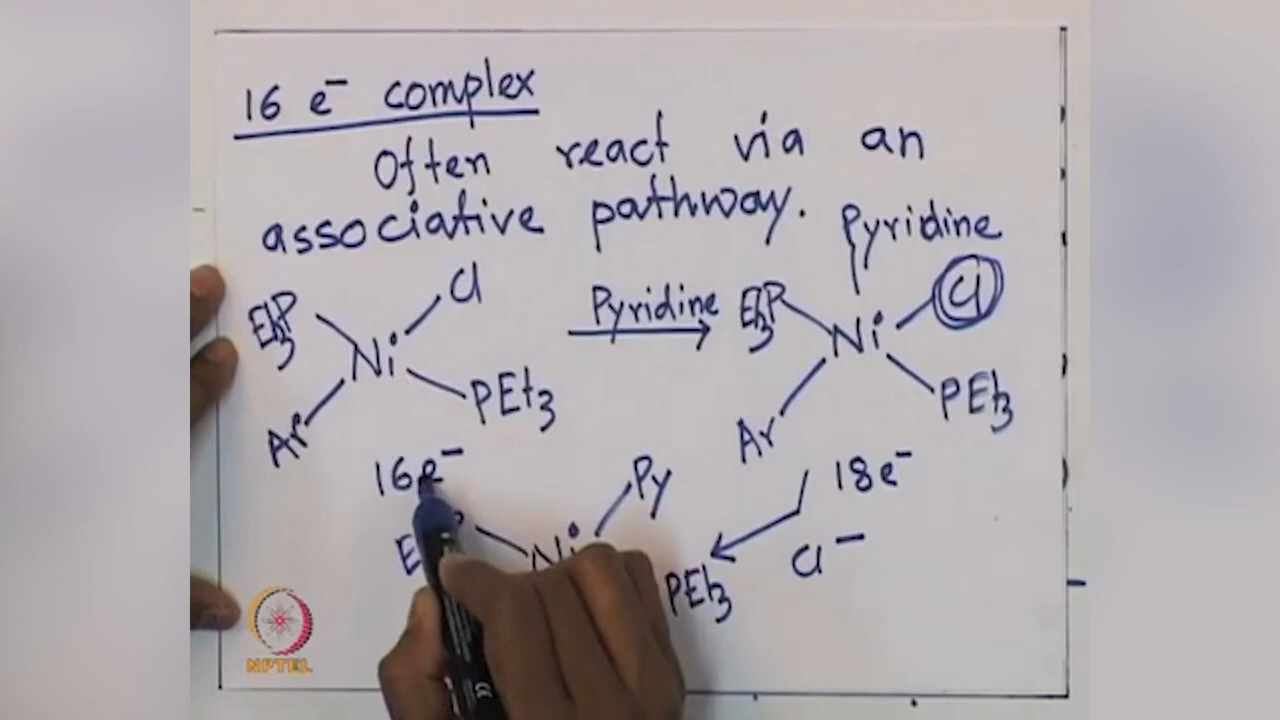 16 e⁻ complex
Often react via an
associative pathway.
Pyridine
Et₃P Cl Pyridine Et₃P Cl
Ni Ni
PEt₃ PEt₃
Ar Ar
16e⁻ Py 18e⁻
Ni Cl⁻
PEt₃
NPTEL